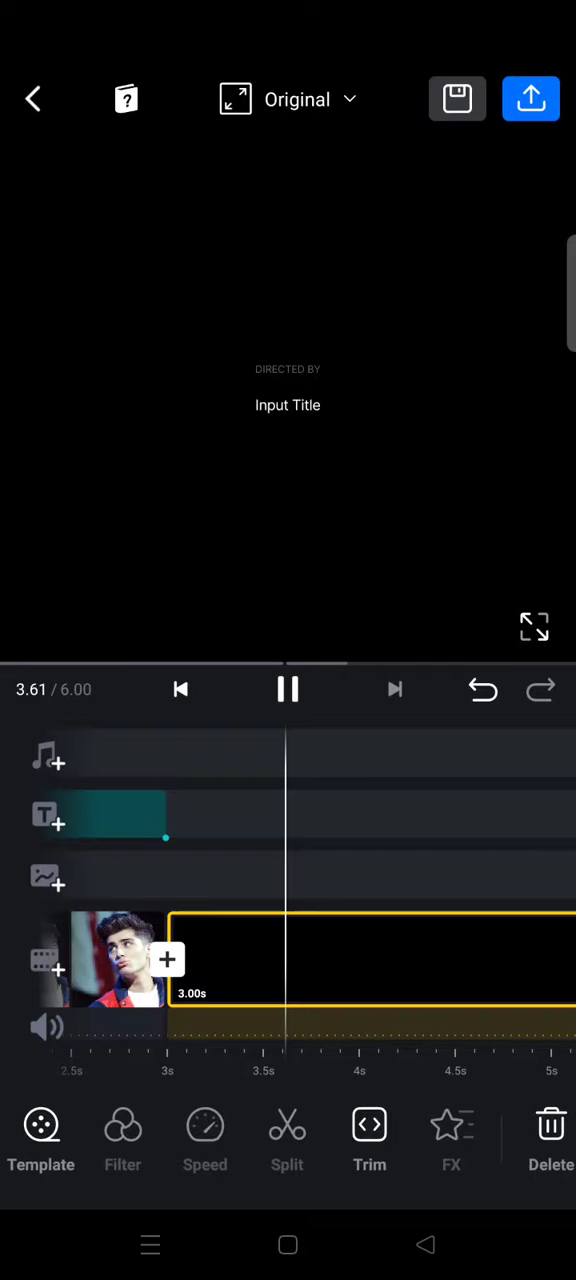 Original
DIRECTED BY
Input Title
3.61 / 6.00
T
3.00s
2.5s 3s 3.5s 4s 4.5s 5s
Template Filter Speed Split Trim FX Delete